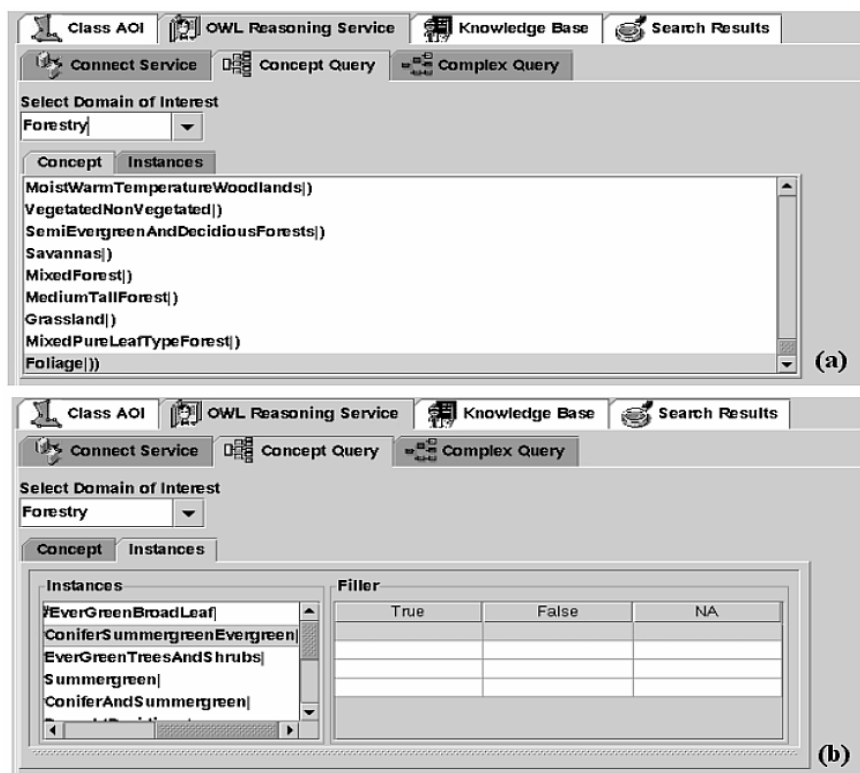 Class AOI OWL Reasoning Service Knowledge Base Search Results
Connect Service Concept Query Complex Query
Select Domain of Interest
Forestry
Concept Instances
MoistWarmTemperatureWoodlands|)
VegetatedNonVegetated|)
SemiEvergreenAndDecidiousForests|)
Savannas|)
MixedForest|)
MediumTallForest|)
Grassland|)
MixedPureLeafTypeForest|)
Foliage|))
(a)
Class AOI OWL Reasoning Service Knowledge Base Search Results
Connect Service Concept Query Complex Query
Select Domain of Interest
Forestry
Concept Instances
Instances Filler
#EverGreenBroadLeaf| True False NA
ConiferSummergreenEvergreen|
EverGreenTreesAndShrubs|
Summergreen|
ConiferAndSummergreen|
(b)